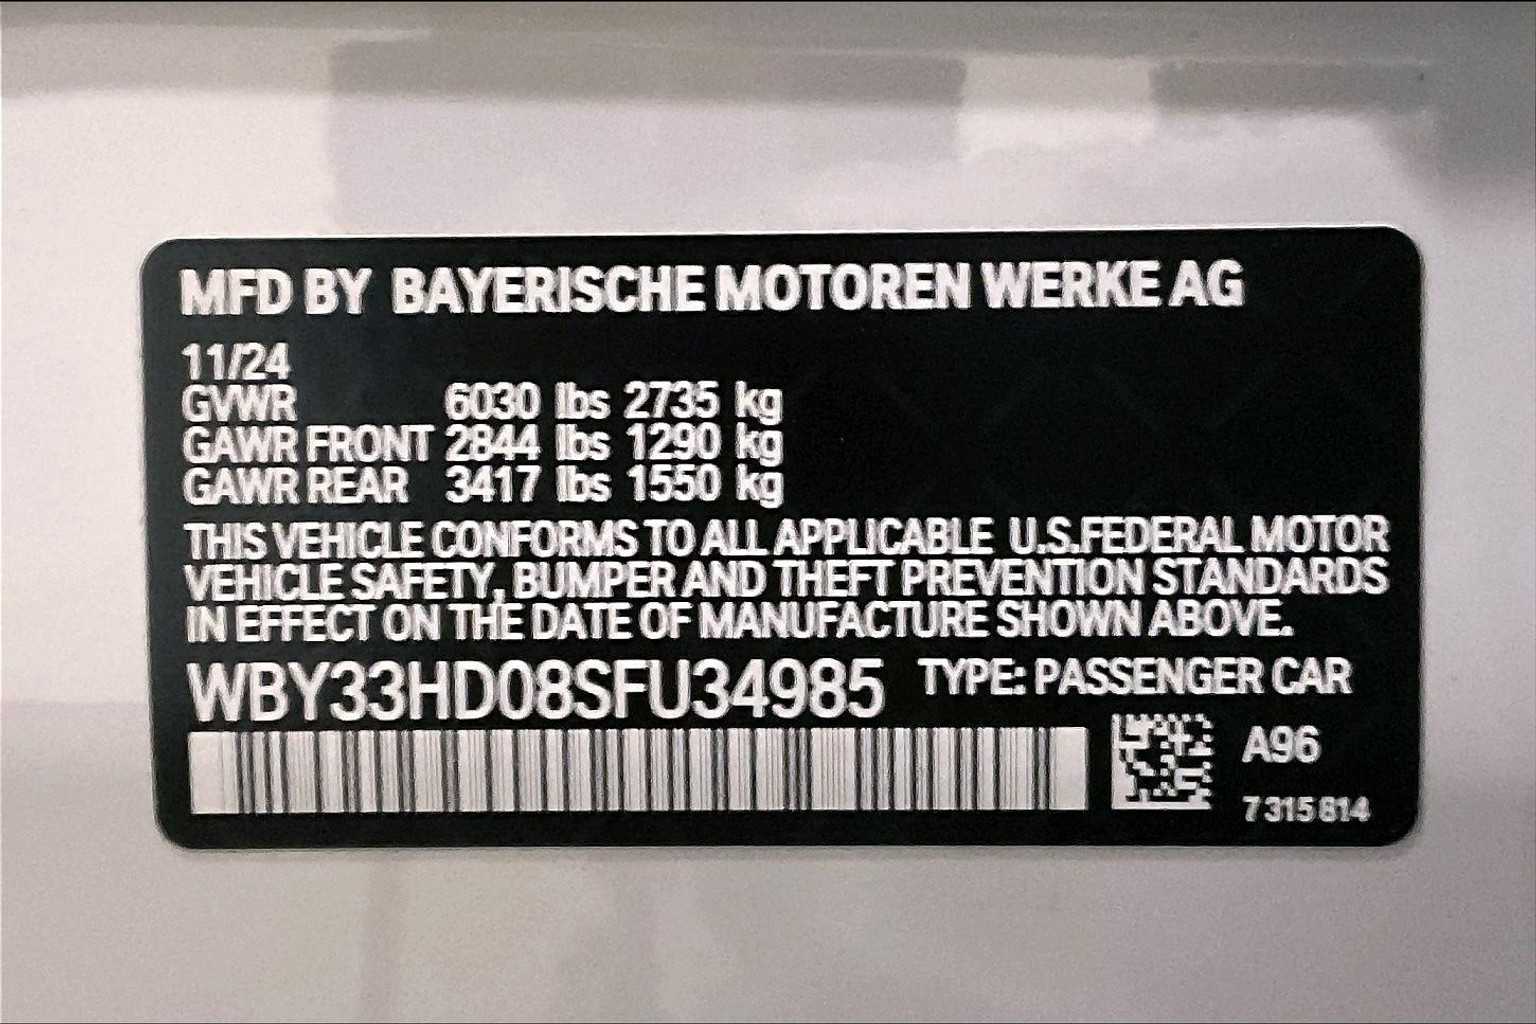 MFD BY BAYERISCHE MOTOREN WERKE AG
11/24
GVWR 6030 lbs 2735 kg
GAWR FRONT 2844 lbs 1290 kg
GAWR REAR 3417 lbs 1550 kg
THIS VEHICLE CONFORMS TO ALL APPLICABLE U.S.FEDERAL MOTOR
VEHICLE SAFETY, BUMPER AND THEFT PREVENTION STANDARDS
IN EFFECT ON THE DATE OF MANUFACTURE SHOWN ABOVE.
WBY33HD08SFU34985 TYPE: PASSENGER CAR
A96
7315814